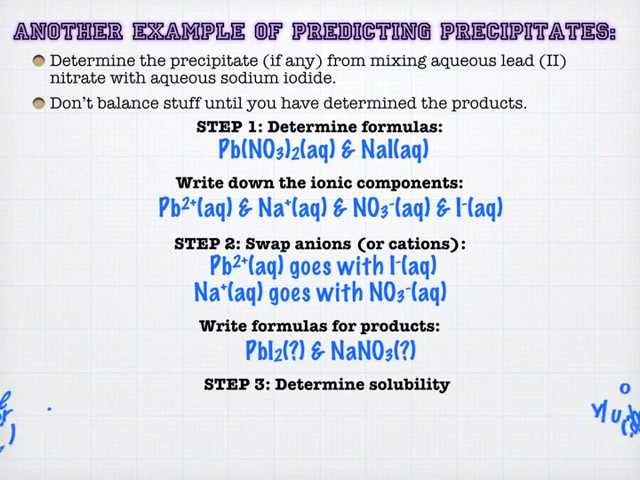 ANOTHER EXAMPLE OF PREDICTING PRECIPITATES:
Determine the precipitate (if any) from mixing aqueous lead (II)
nitrate with aqueous sodium iodide.
Don't balance stuff until you have determined the products.
STEP 1: Determine formulas:
Pb(NO₃)₂(aq) & NaI(aq)
Write down the ionic components:
Pb²⁺(aq) & Na⁺(aq) & NO₃⁻(aq) & I⁻(aq)
STEP 2: Swap anions (or cations):
Pb²⁺(aq) goes with I⁻(aq)
Na⁺(aq) goes with NO₃⁻(aq)
Write formulas for products:
PbI₂(?) & NaNO₃(?)
STEP 3: Determine solubility